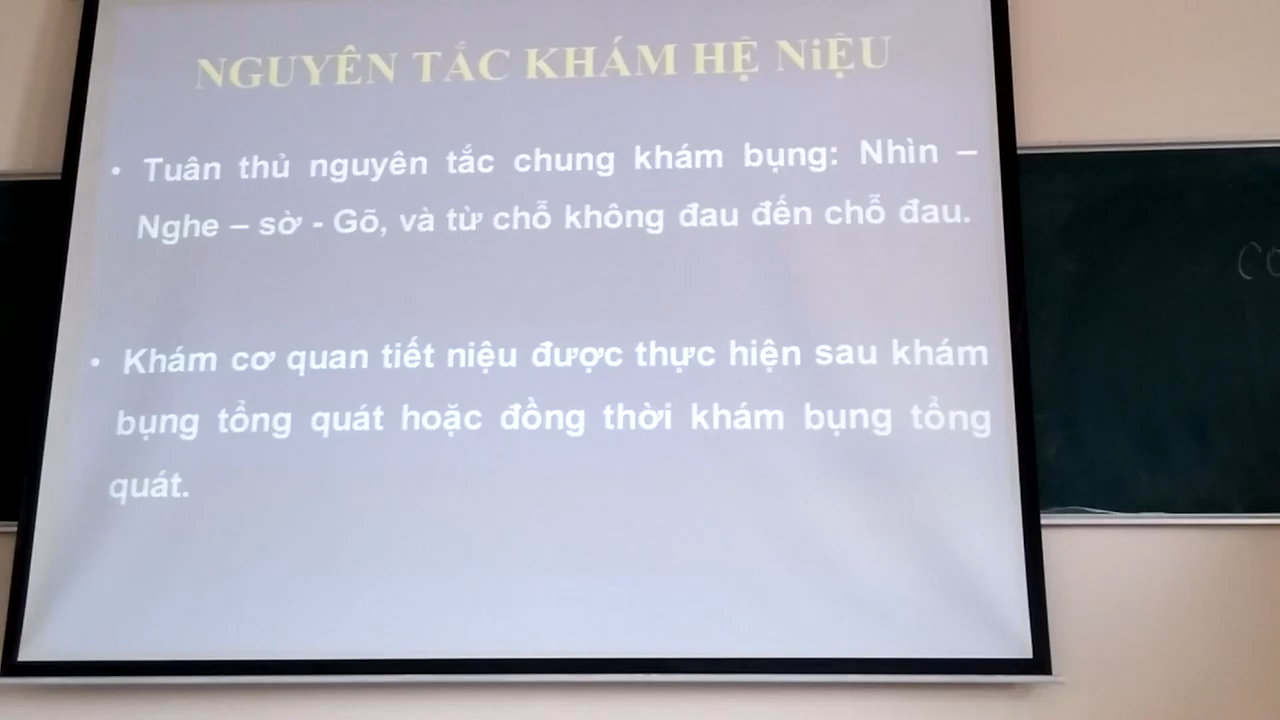 NGUYÊN TẮC KHÁM HỆ NiỆU
• Tuân thủ nguyên tắc chung khám bụng: Nhìn –
Nghe – sờ - Gõ, và từ chỗ không đau đến chỗ đau.
• Khám cơ quan tiết niệu được thực hiện sau khám
bụng tổng quát hoặc đồng thời khám bụng tổng
quát.